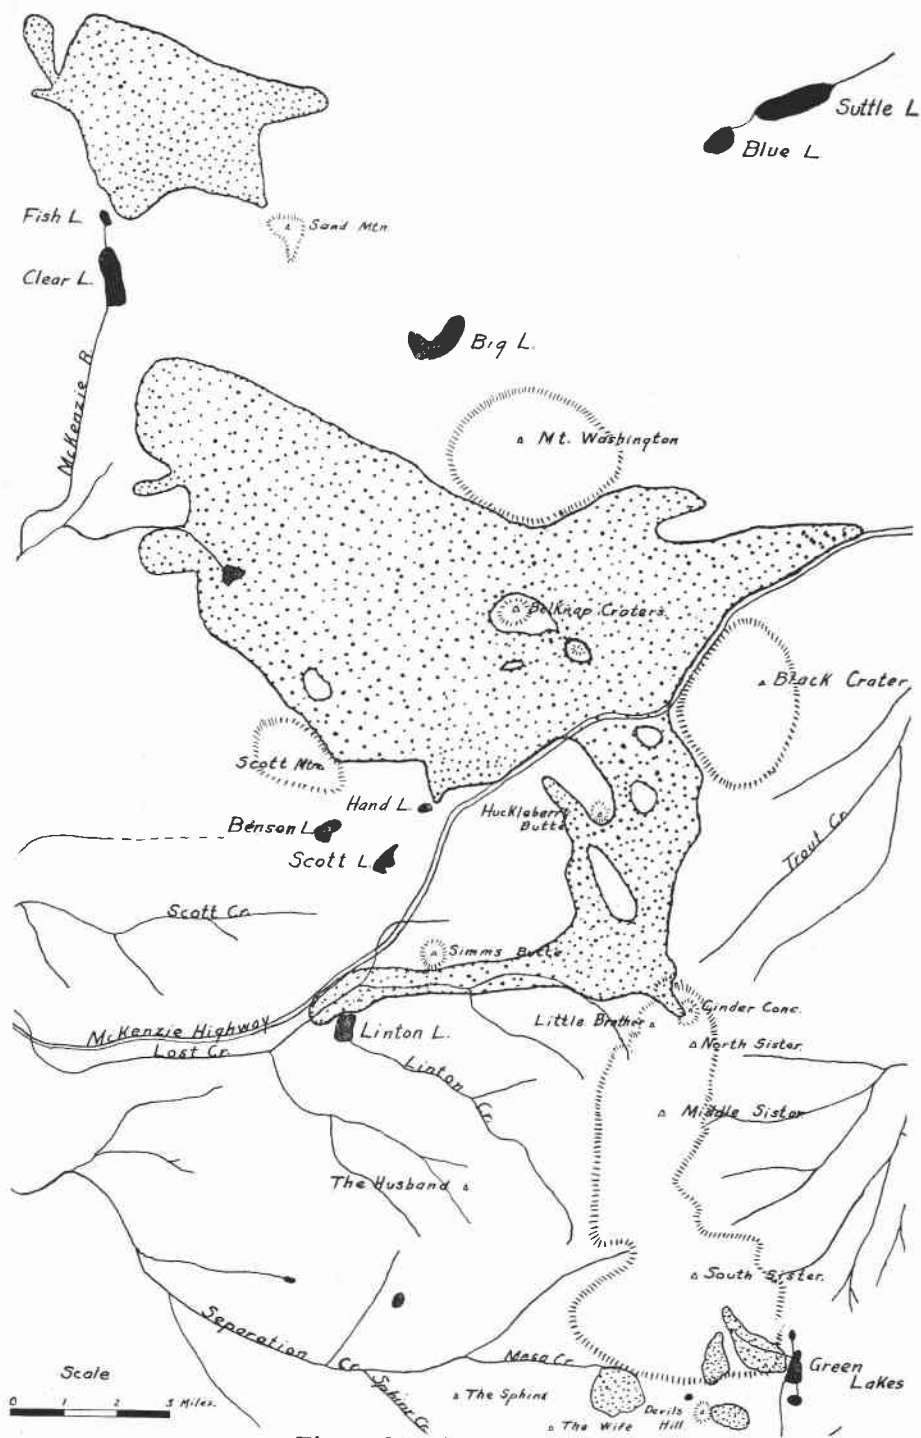 Suttle L.
Blue L.
Fish L.
Sand Mtn.
Clear L.
McKenzie R.
Big L.
Mt. Washington
Belknap Craters.
Black Crater.
Scott Mtn.
Hand L.
Huckleberry
Butte
Benson L.
Scott L.
Trout Cr.
Scott Cr.
Simms Butte
Cinder Cone.
McKenzie Highway
Linton L.
Little Brother
Lost Cr.
North Sister.
Linton
Cr.
Middle Sister
The Husband
South Sister.
Separation
Cr.
Mesa Cr.
Green
Lakes
Scale
0 1 2 3 Miles.
Sphinx Cr.
The Sphinx
Devils
Hill
The Wife